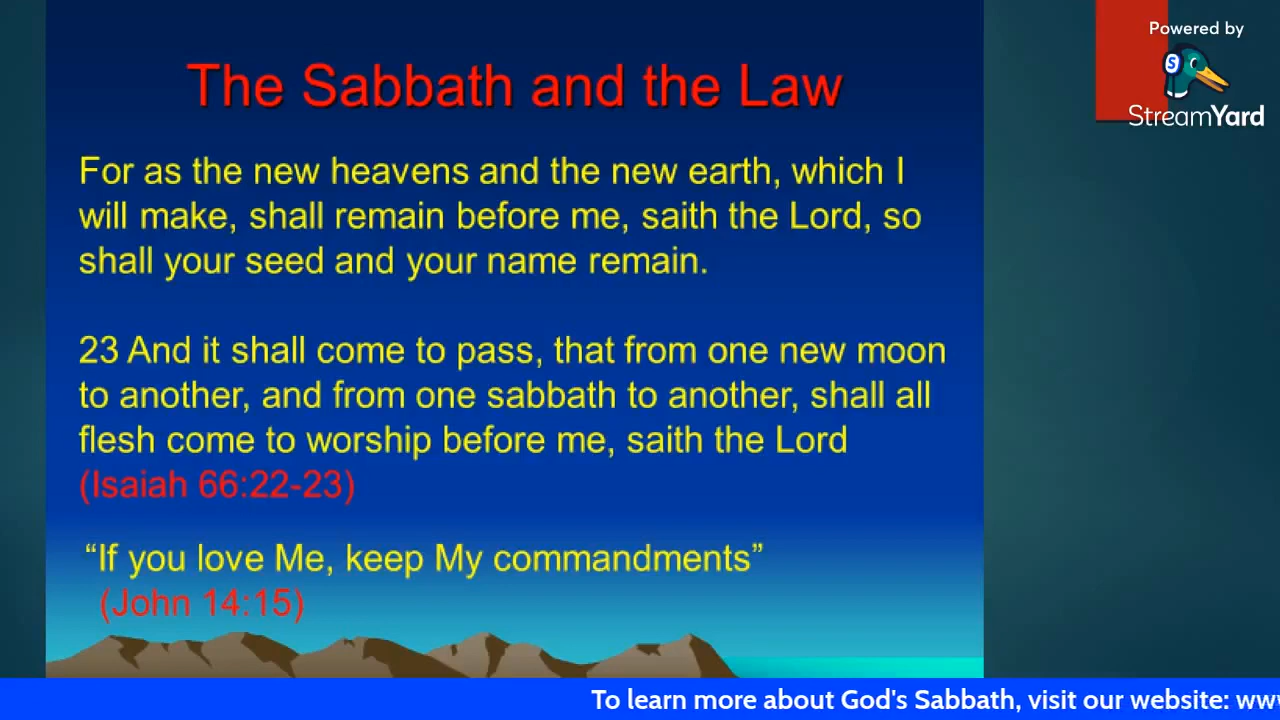 Powered by
StreamYard
The Sabbath and the Law
For as the new heavens and the new earth, which I
will make, shall remain before me, saith the Lord, so
shall your seed and your name remain.
23 And it shall come to pass, that from one new moon
to another, and from one sabbath to another, shall all
flesh come to worship before me, saith the Lord
(Isaiah 66:22-23)
“If you love Me, keep My commandments”
(John 14:15)
To learn more about God's Sabbath, visit our website: